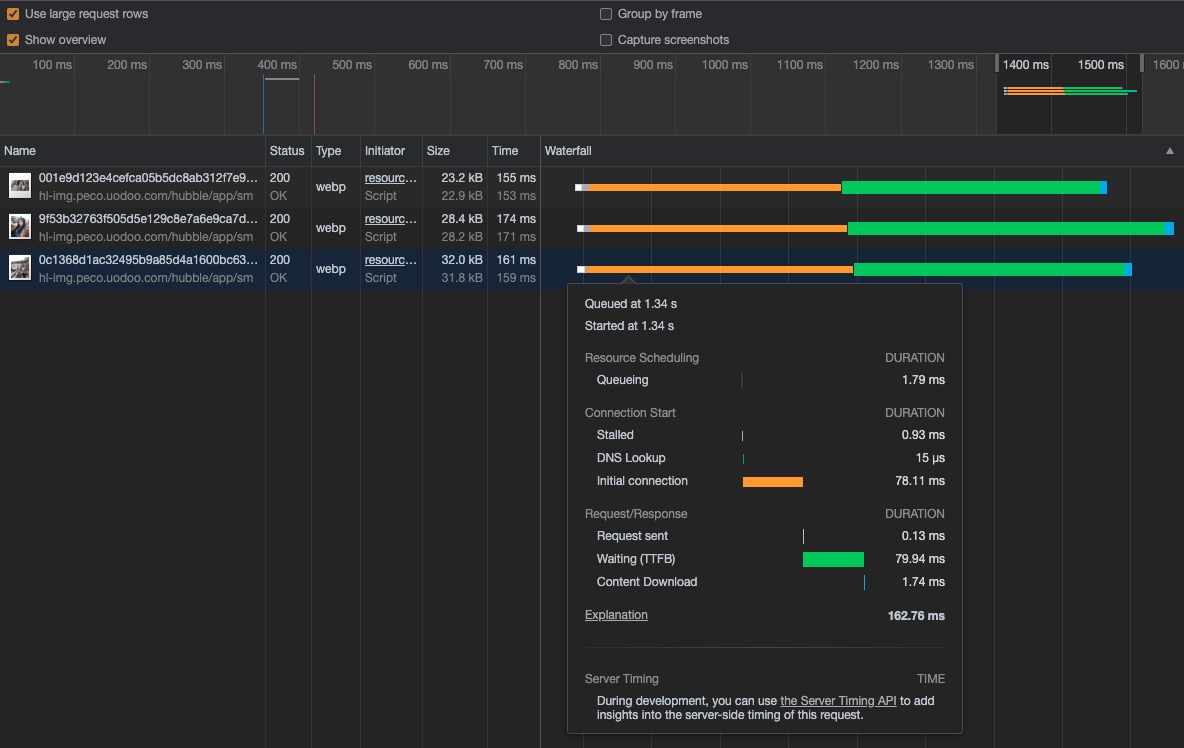 Use large request rows
Group by frame
Show overview
Capture screenshots
100 ms 200 ms 300 ms 400 ms 500 ms 600 ms 700 ms 800 ms 900 ms 1000 ms 1100 ms 1200 ms 1300 ms 1400 ms 1500 ms 1600
Name Status Type Initiator Size Time Waterfall
001e9d123e4cefca05b5dc8ab312f7e9... 200 webp resourc... 23.2 kB 155 ms
hl-img.peco.uodoo.com/hubble/app/sm OK Script 22.9 kB 153 ms
9f53b32763f505d5e129c8e7a6e9ca7d... 200 webp resourc... 28.4 kB 174 ms
hl-img.peco.uodoo.com/hubble/app/sm OK Script 28.2 kB 171 ms
0c1368d1ac32495b9a85d4a1600bc63... 200 webp resourc... 32.0 kB 161 ms
hl-img.peco.uodoo.com/hubble/app/sm OK Script 31.8 kB 159 ms
Queued at 1.34 s
Started at 1.34 s
Resource Scheduling DURATION
Queueing 1.79 ms
Connection Start DURATION
Stalled 0.93 ms
DNS Lookup 15 µs
Initial connection 78.11 ms
Request/Response DURATION
Request sent 0.13 ms
Waiting (TTFB) 79.94 ms
Content Download 1.74 ms
Explanation 162.76 ms
Server Timing TIME
During development, you can use the Server Timing API to add
insights into the server-side timing of this request.